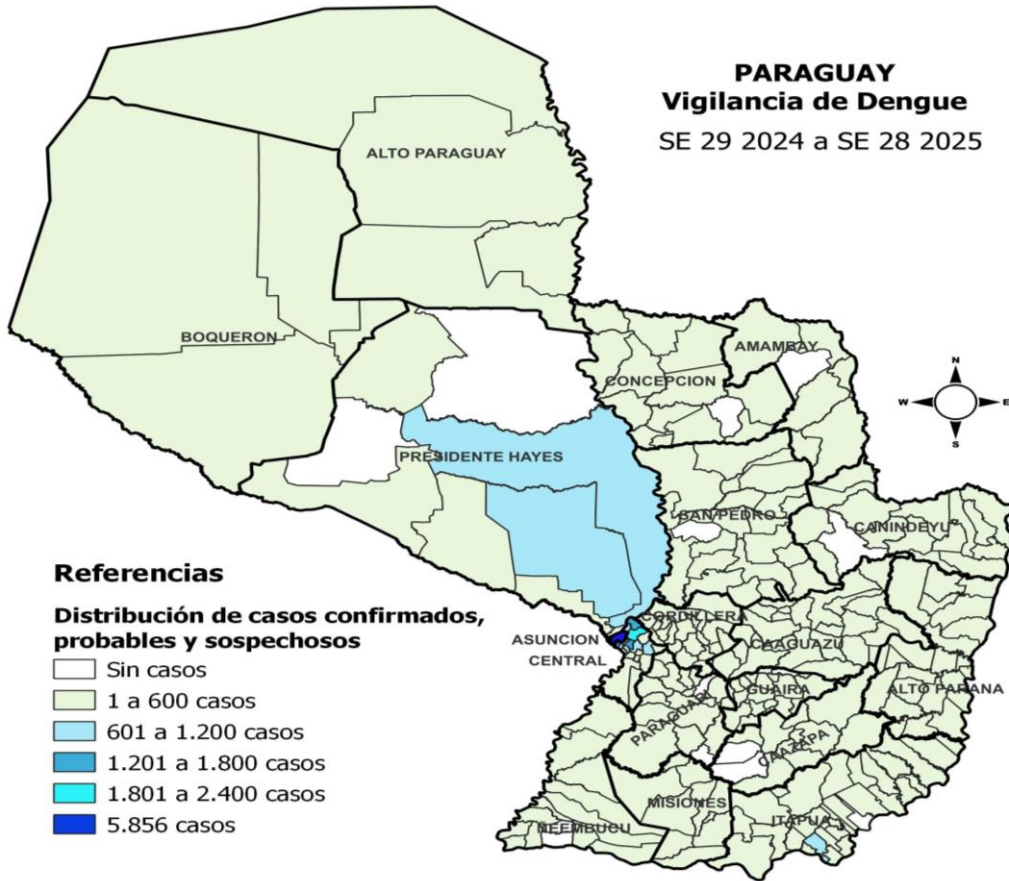 PARAGUAY
Vigilancia de Dengue
SE 29 2024 a SE 28 2025
ALTO PARAGUAY
BOQUERON
AMAMBAY
CONCEPCION
N
W E
S
PRESIDENTE HAYES
SAN PEDRO
CANINDEYU
Referencias
Distribución de casos confirmados,
probables y sospechosos
Sin casos
1 a 600 casos
601 a 1.200 casos
1.201 a 1.800 casos
1.801 a 2.400 casos
5.856 casos
CORDILLERA
ASUNCION
CENTRAL
CAAGUAZU
GUAIRA
ALTO PARANA
PARAGUARI
CAAZAPA
MISIONES
ITAPUA
ÑEEMBUCU